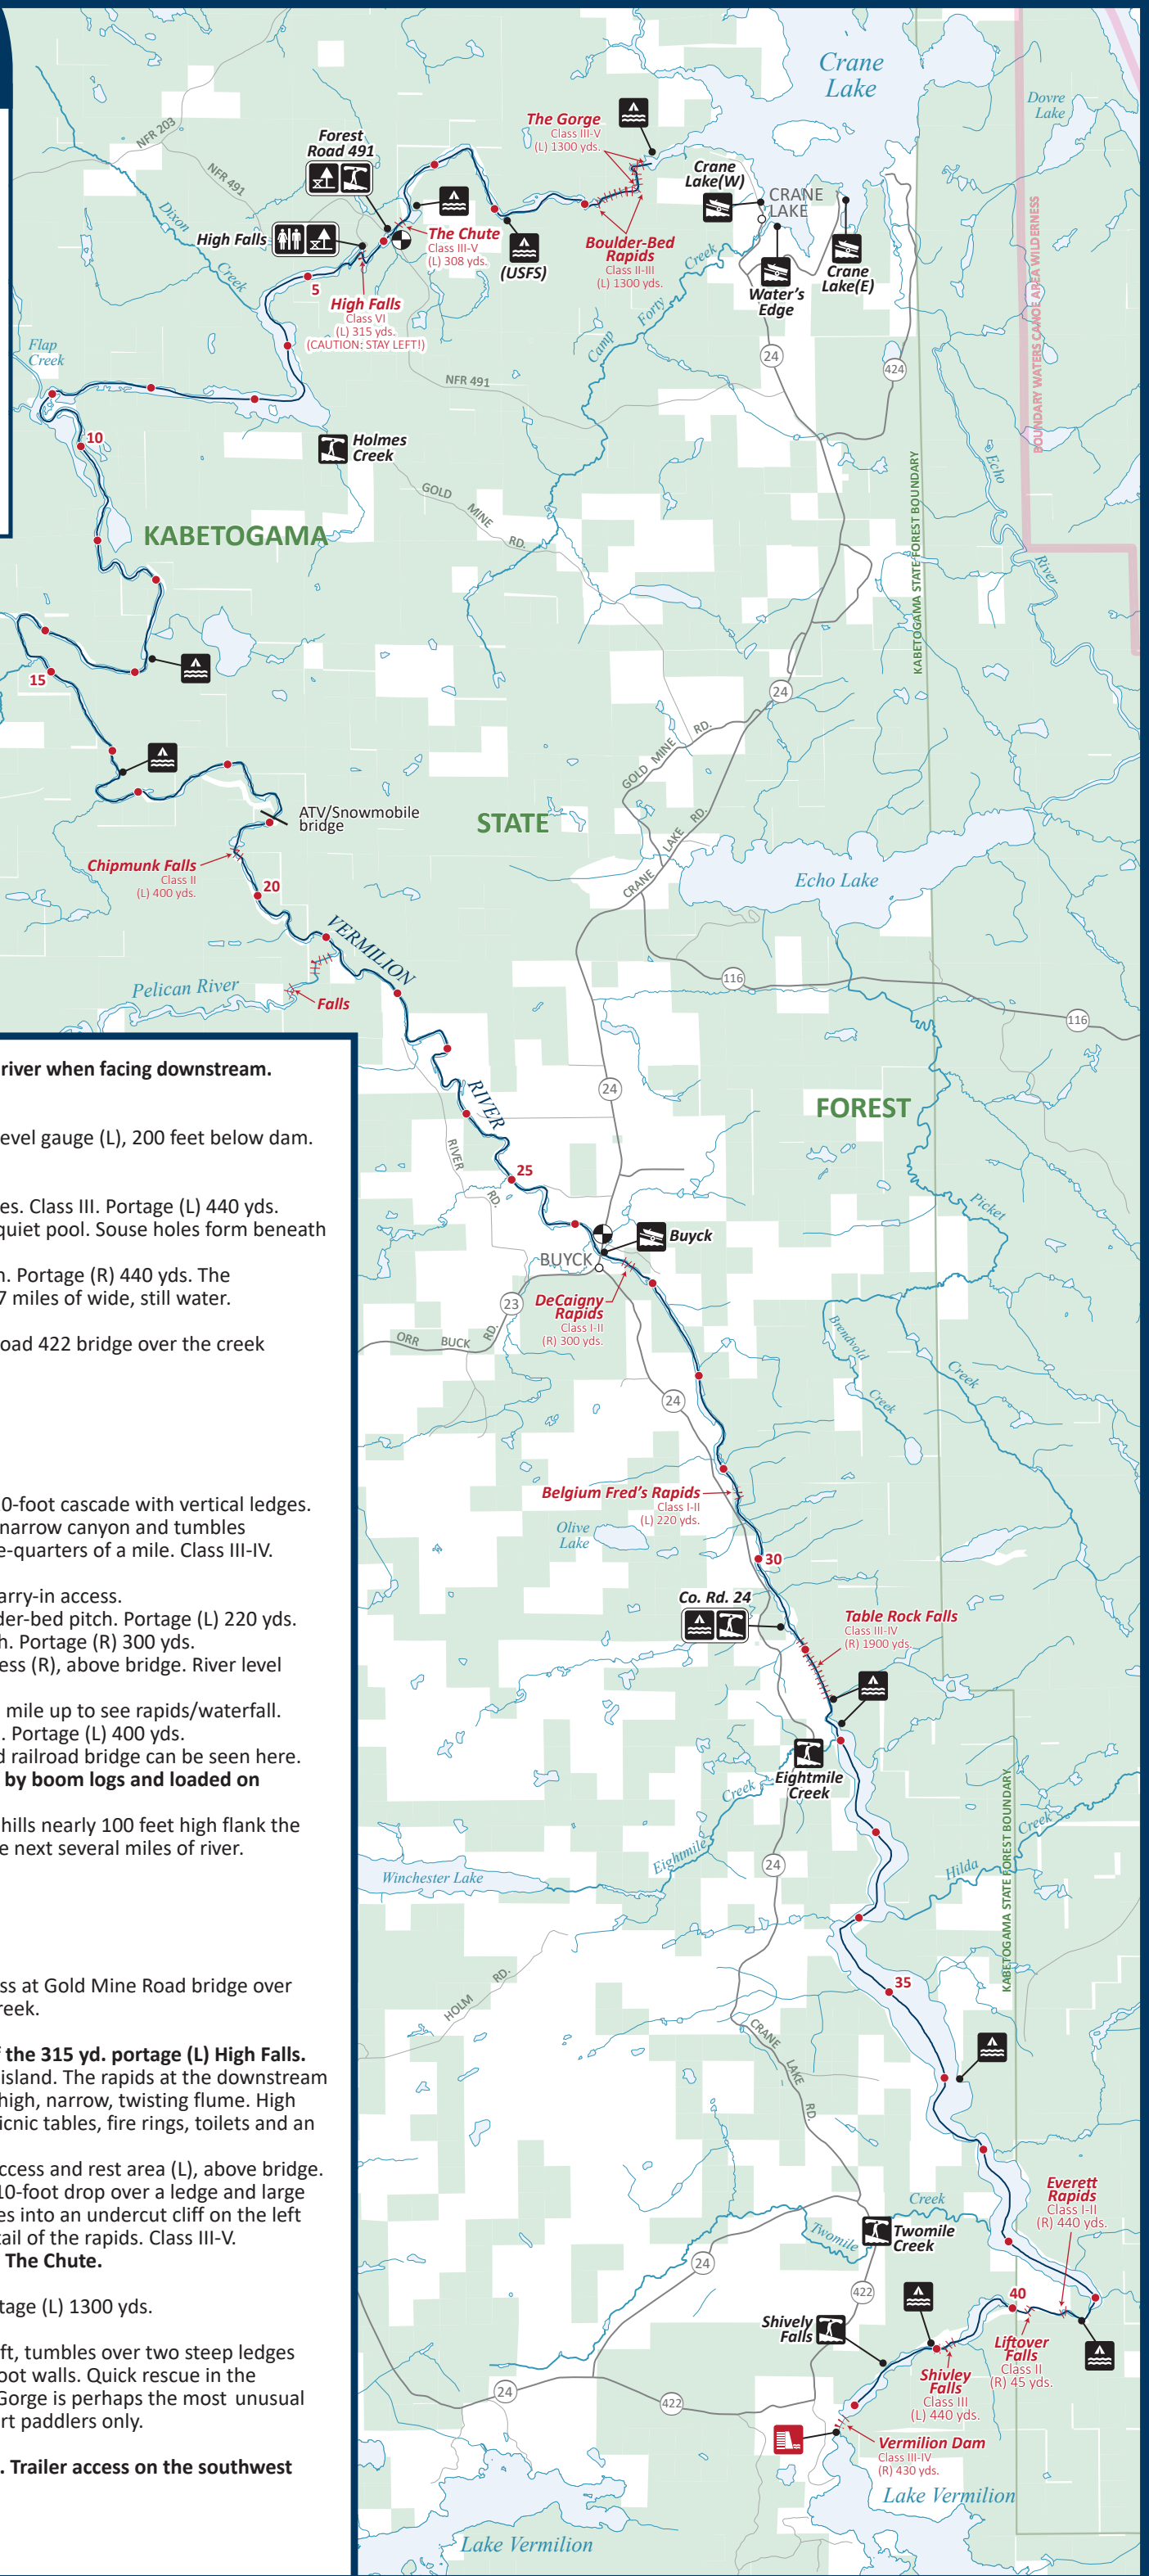 Crane
Lake
Dovre
Lake
The Gorge
Class III-V
(L) 1300 yds.
NFR 203
Forest
Road 491
NFR 491
Crane
Lake(W)
CRANE
LAKE
Dixon
Creek
High Falls
The Chute
Class III-V
(L) 308 yds.
(USFS)
Boulder-Bed
Rapids
Class II-III
(L) 1300 yds.
Creek
Forty
Camp
Water's
Edge
Crane
Lake(E)
BOUNDARY WATERS CANOE AREA WILDERNESS
5
High Falls
Class VI
(L) 315 yds.
(CAUTION: STAY LEFT!)
Flap
Creek
24
424
NFR 491
10
Holmes
Creek
Echo
River
GOLD
MINE
RD.
KABETOGAMA
KABETOGAMA STATE FOREST BOUNDARY
15
24
GOLD MINE
RD.
ATV/Snowmobile
bridge
STATE
CRANE
LAKE
RD.
Chipmunk Falls
Class II
(L) 400 yds.
20
Echo Lake
VERMILION
Pelican River
Falls
116
116
river when facing downstream.
24
RIVER
FOREST
evel gauge (L), 200 feet below dam.
RIVER
RD.
25
es. Class III. Portage (L) 440 yds.
quiet pool. Souse holes form beneath
Picket
Creek
Buyck
BUYCK
n. Portage (R) 440 yds. The
7 miles of wide, still water.
23
DeCaigny
Rapids
Class I-II
(R) 300 yds.
oad 422 bridge over the creek
ORR
BUCK
RD.
Brendvold
Creek
24
0-foot cascade with vertical ledges.
narrow canyon and tumbles
e-quarters of a mile. Class III-IV.
Belgium Fred's Rapids
Class I-II
(L) 220 yds.
Olive
Lake
30
arry-in access.
der-bed pitch. Portage (L) 220 yds.
h. Portage (R) 300 yds.
ess (R), above bridge. River level
Co. Rd. 24
Table Rock Falls
Class III-IV
(R) 1900 yds.
mile up to see rapids/waterfall.
. Portage (L) 400 yds.
d railroad bridge can be seen here.
by boom logs and loaded on
Eightmile
Creek
Creek
Eightmile
hills nearly 100 feet high flank the
e next several miles of river.
24
Winchester Lake
Hilda
Creek
KABETOGAMA STATE FOREST BOUNDARY
35
HOLM
RD.
ss at Gold Mine Road bridge over
reek.
CRANE
LAKE
RD.
f the 315 yd. portage (L) High Falls.
island. The rapids at the downstream
high, narrow, twisting flume. High
icnic tables, fire rings, toilets and an
ccess and rest area (L), above bridge.
10-foot drop over a ledge and large
es into an undercut cliff on the left
tail of the rapids. Class III-V.
The Chute.
Everett
Rapids
Class I-II
(R) 440 yds.
Creek
Twomile
Twomile
Creek
24
422
40
tage (L) 1300 yds.
Shively
Falls
Liftover
Falls
Class II
(R) 45 yds.
ft, tumbles over two steep ledges
oot walls. Quick rescue in the
Gorge is perhaps the most unusual
rt paddlers only.
Shivley
Falls
Class III
(L) 440 yds.
24
422
Vermilion Dam
Class III-IV
(R) 430 yds.
. Trailer access on the southwest
Lake Vermilion
Lake Vermilion